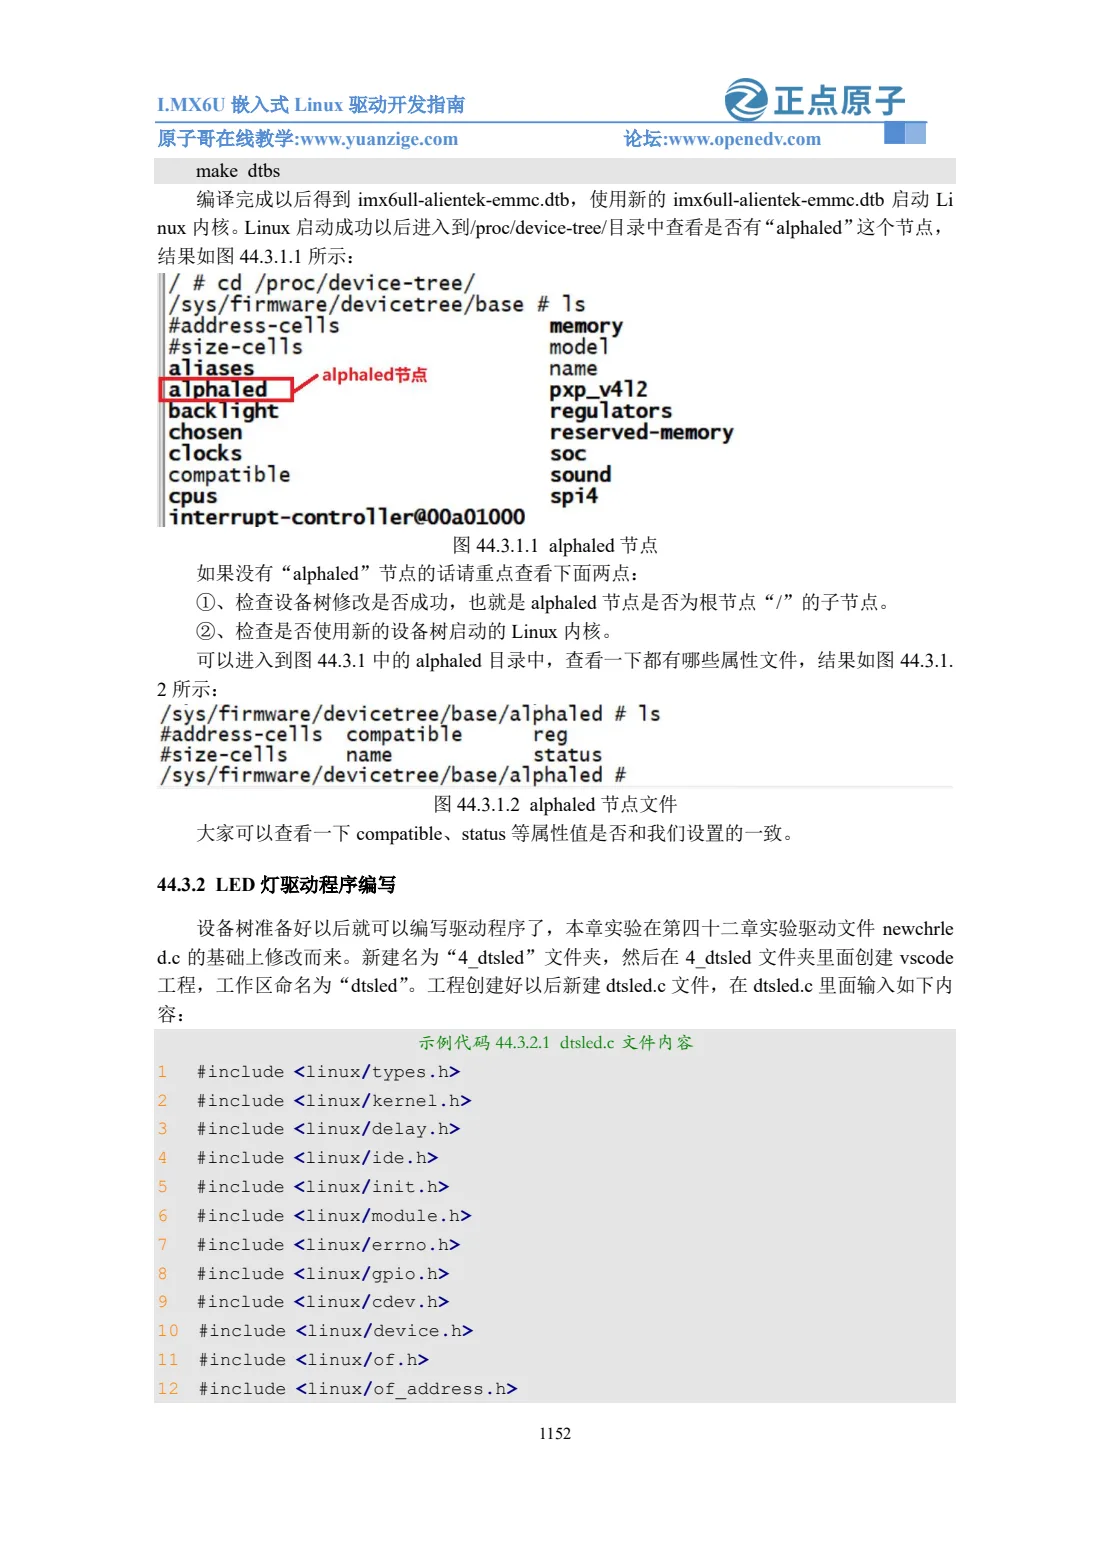 I.MX6U 嵌入式 Linux 驱动开发指南
正点原子
原子哥在线教学:www.yuanzige.com 论坛:www.openedv.com
make dtbs
编译完成以后得到 imx6ull-alientek-emmc.dtb，使用新的 imx6ull-alientek-emmc.dtb 启动 Li
nux 内核。Linux 启动成功以后进入到/proc/device-tree/目录中查看是否有“alphaled”这个节点，
结果如图 44.3.1.1 所示：
/ # cd /proc/device-tree/
/sys/firmware/devicetree/base # ls
#address-cells memory
#size-cells model
aliases name
alphaled节点
alphaled pxp_v4l2
backlight regulators
chosen reserved-memory
clocks soc
compatible sound
cpus spi4
interrupt-controller@00a01000
图 44.3.1.1 alphaled 节点
如果没有“alphaled”节点的话请重点查看下面两点：
①、检查设备树修改是否成功，也就是 alphaled 节点是否为根节点“/”的子节点。
②、检查是否使用新的设备树启动的 Linux 内核。
可以进入到图 44.3.1 中的 alphaled 目录中，查看一下都有哪些属性文件，结果如图 44.3.1.
2 所示：
/sys/firmware/devicetree/base/alphaled # ls
#address-cells compatible reg
#size-cells name status
/sys/firmware/devicetree/base/alphaled #
图 44.3.1.2 alphaled 节点文件
大家可以查看一下 compatible、status 等属性值是否和我们设置的一致。
44.3.2 LED 灯驱动程序编写
设备树准备好以后就可以编写驱动程序了，本章实验在第四十二章实验驱动文件 newchrle
d.c 的基础上修改而来。新建名为“4_dtsled”文件夹，然后在 4_dtsled 文件夹里面创建 vscode
工程，工作区命名为“dtsled”。工程创建好以后新建 dtsled.c 文件，在 dtsled.c 里面输入如下内
容：
示例代码 44.3.2.1 dtsled.c 文件内容
1 #include <linux/types.h>
2 #include <linux/kernel.h>
3 #include <linux/delay.h>
4 #include <linux/ide.h>
5 #include <linux/init.h>
6 #include <linux/module.h>
7 #include <linux/errno.h>
8 #include <linux/gpio.h>
9 #include <linux/cdev.h>
10 #include <linux/device.h>
11 #include <linux/of.h>
12 #include <linux/of_address.h>
1152